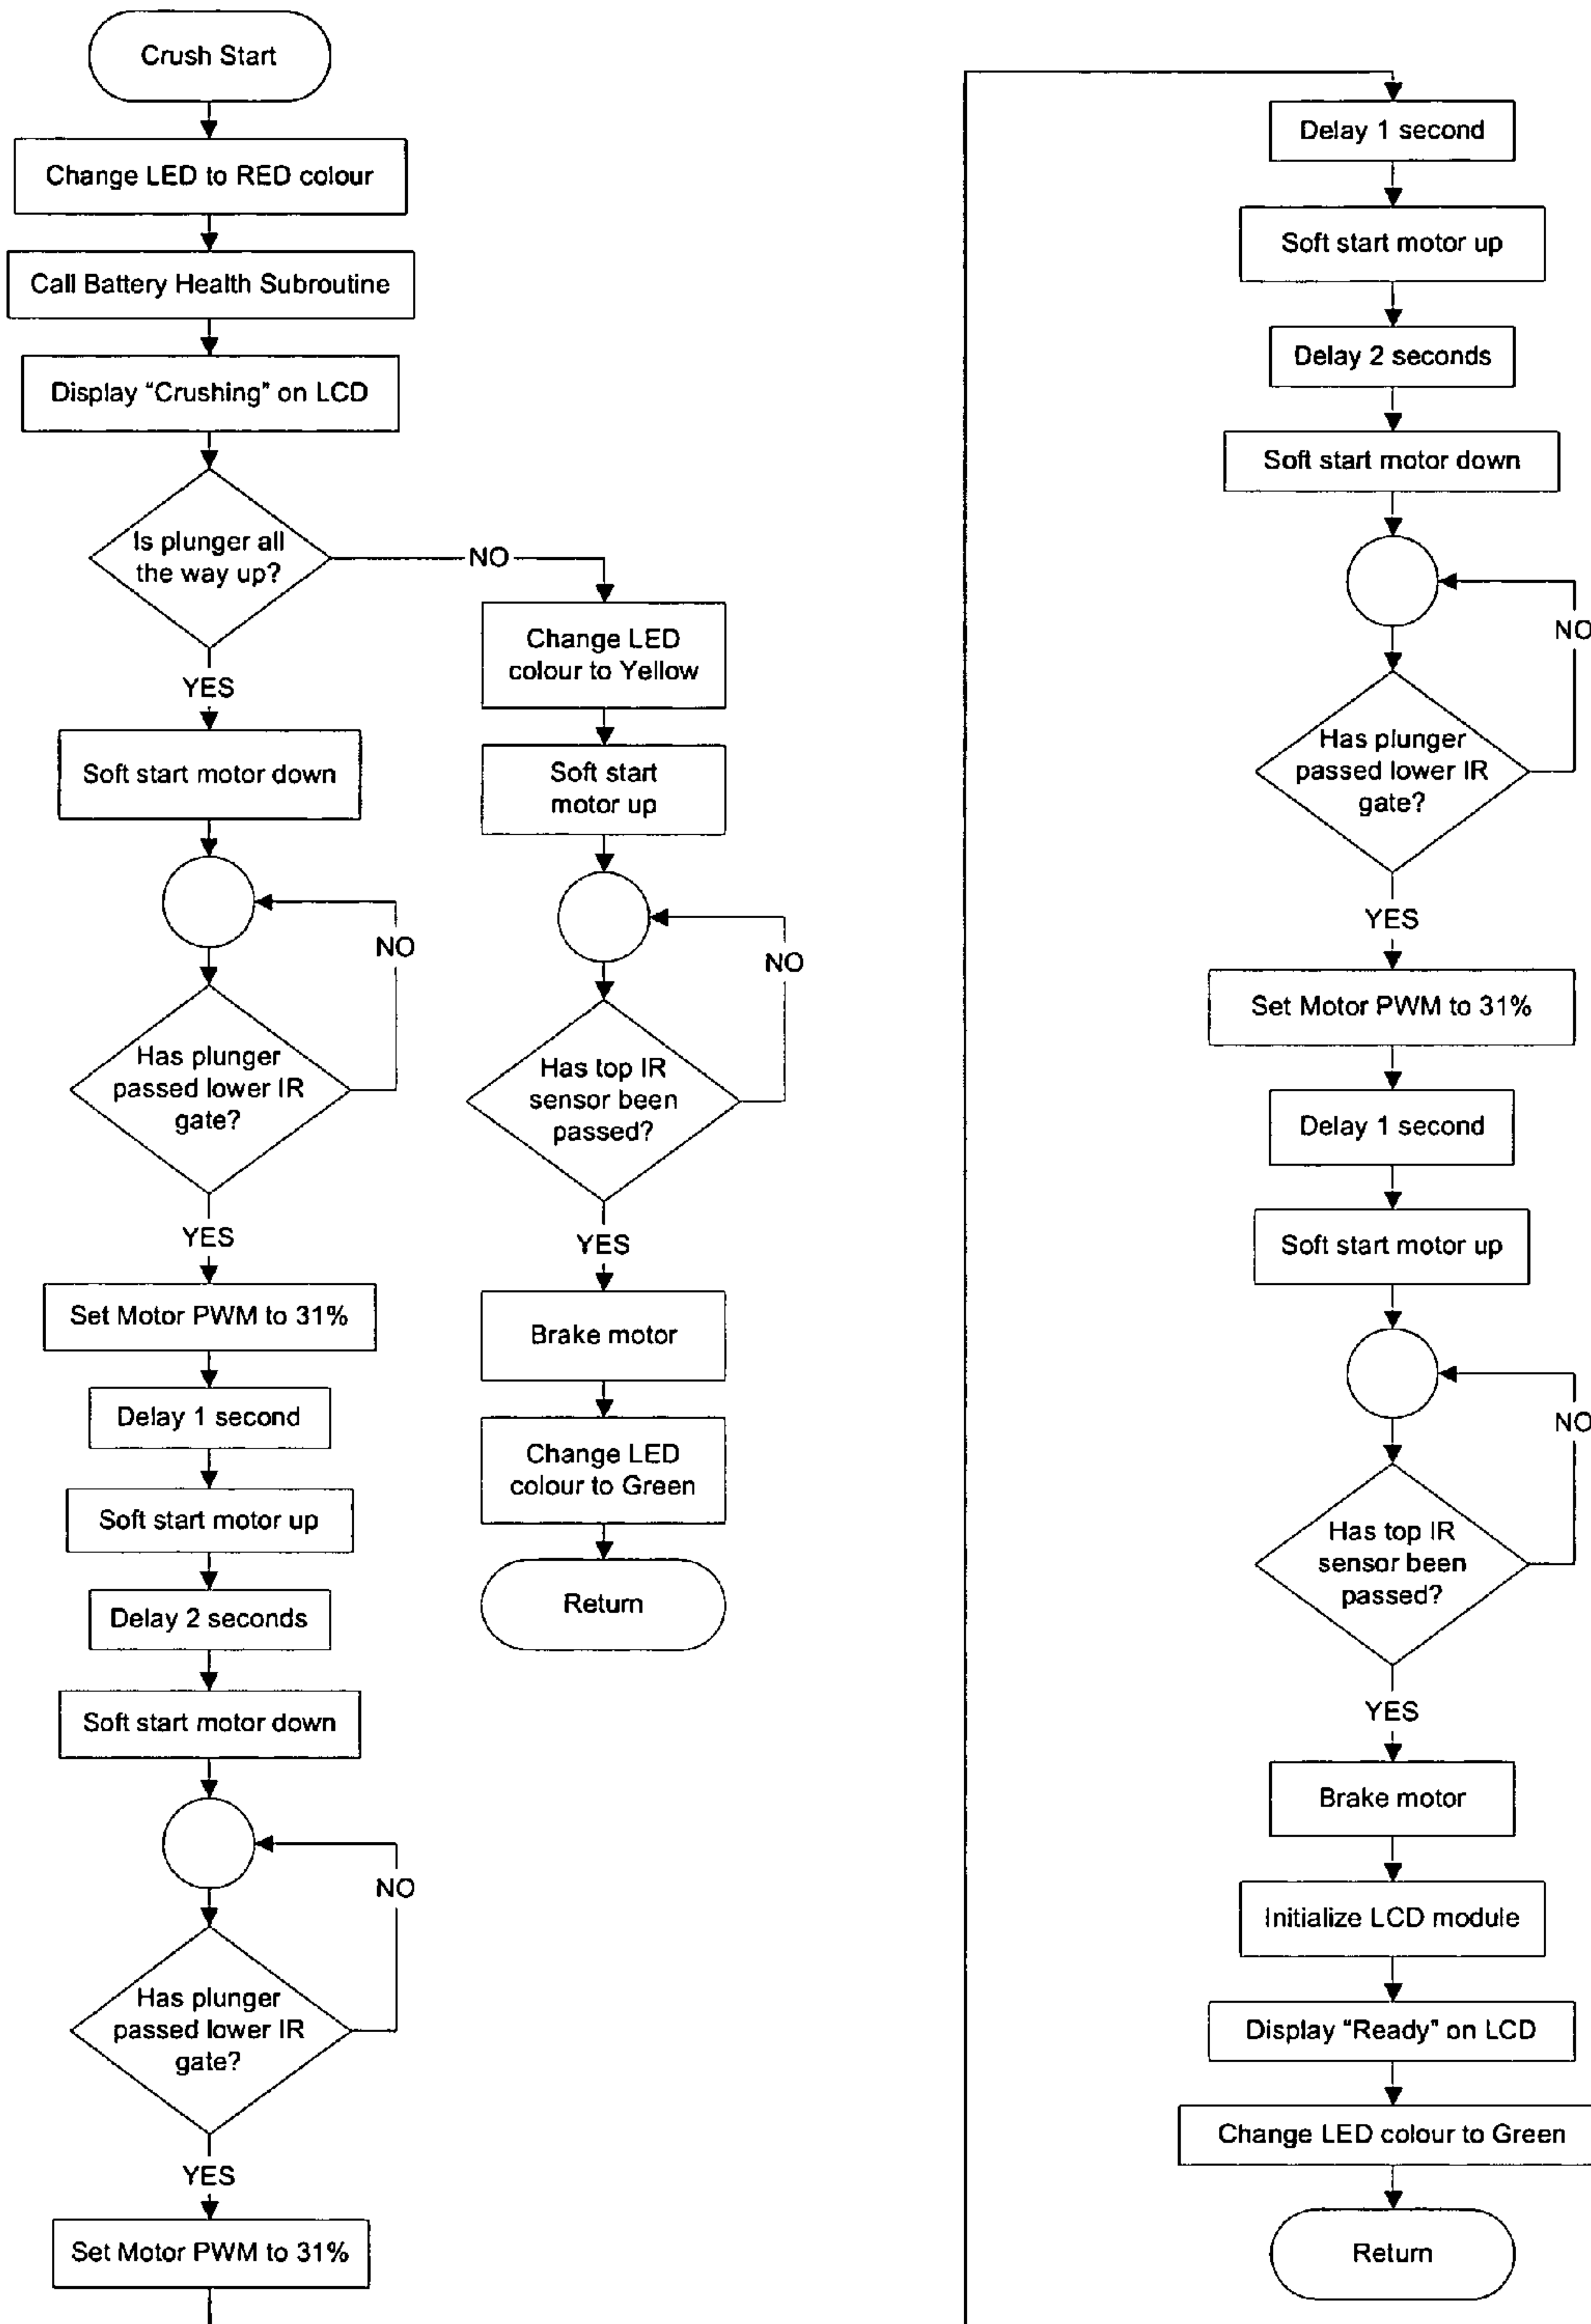 Crush Start
Change LED to RED colour
Call Battery Health Subroutine
Display "Crushing" on LCD
Is plunger all
the way up?
NO
YES
Soft start motor down
NO
Has plunger
passed lower IR
gate?
YES
Set Motor PWM to 31%
Delay 1 second
Soft start motor up
Delay 2 seconds
Soft start motor down
NO
Has plunger
passed lower IR
gate?
YES
Set Motor PWM to 31%
Change LED
colour to Yellow
Soft start
motor up
NO
Has top IR
sensor been
passed?
YES
Brake motor
Change LED
colour to Green
Return
Delay 1 second
Soft start motor up
Delay 2 seconds
Soft start motor down
NO
Has plunger
passed lower IR
gate?
YES
Set Motor PWM to 31%
Delay 1 second
Soft start motor up
NO
Has top IR
sensor been
passed?
YES
Brake motor
Initialize LCD module
Display "Ready" on LCD
Change LED colour to Green
Return